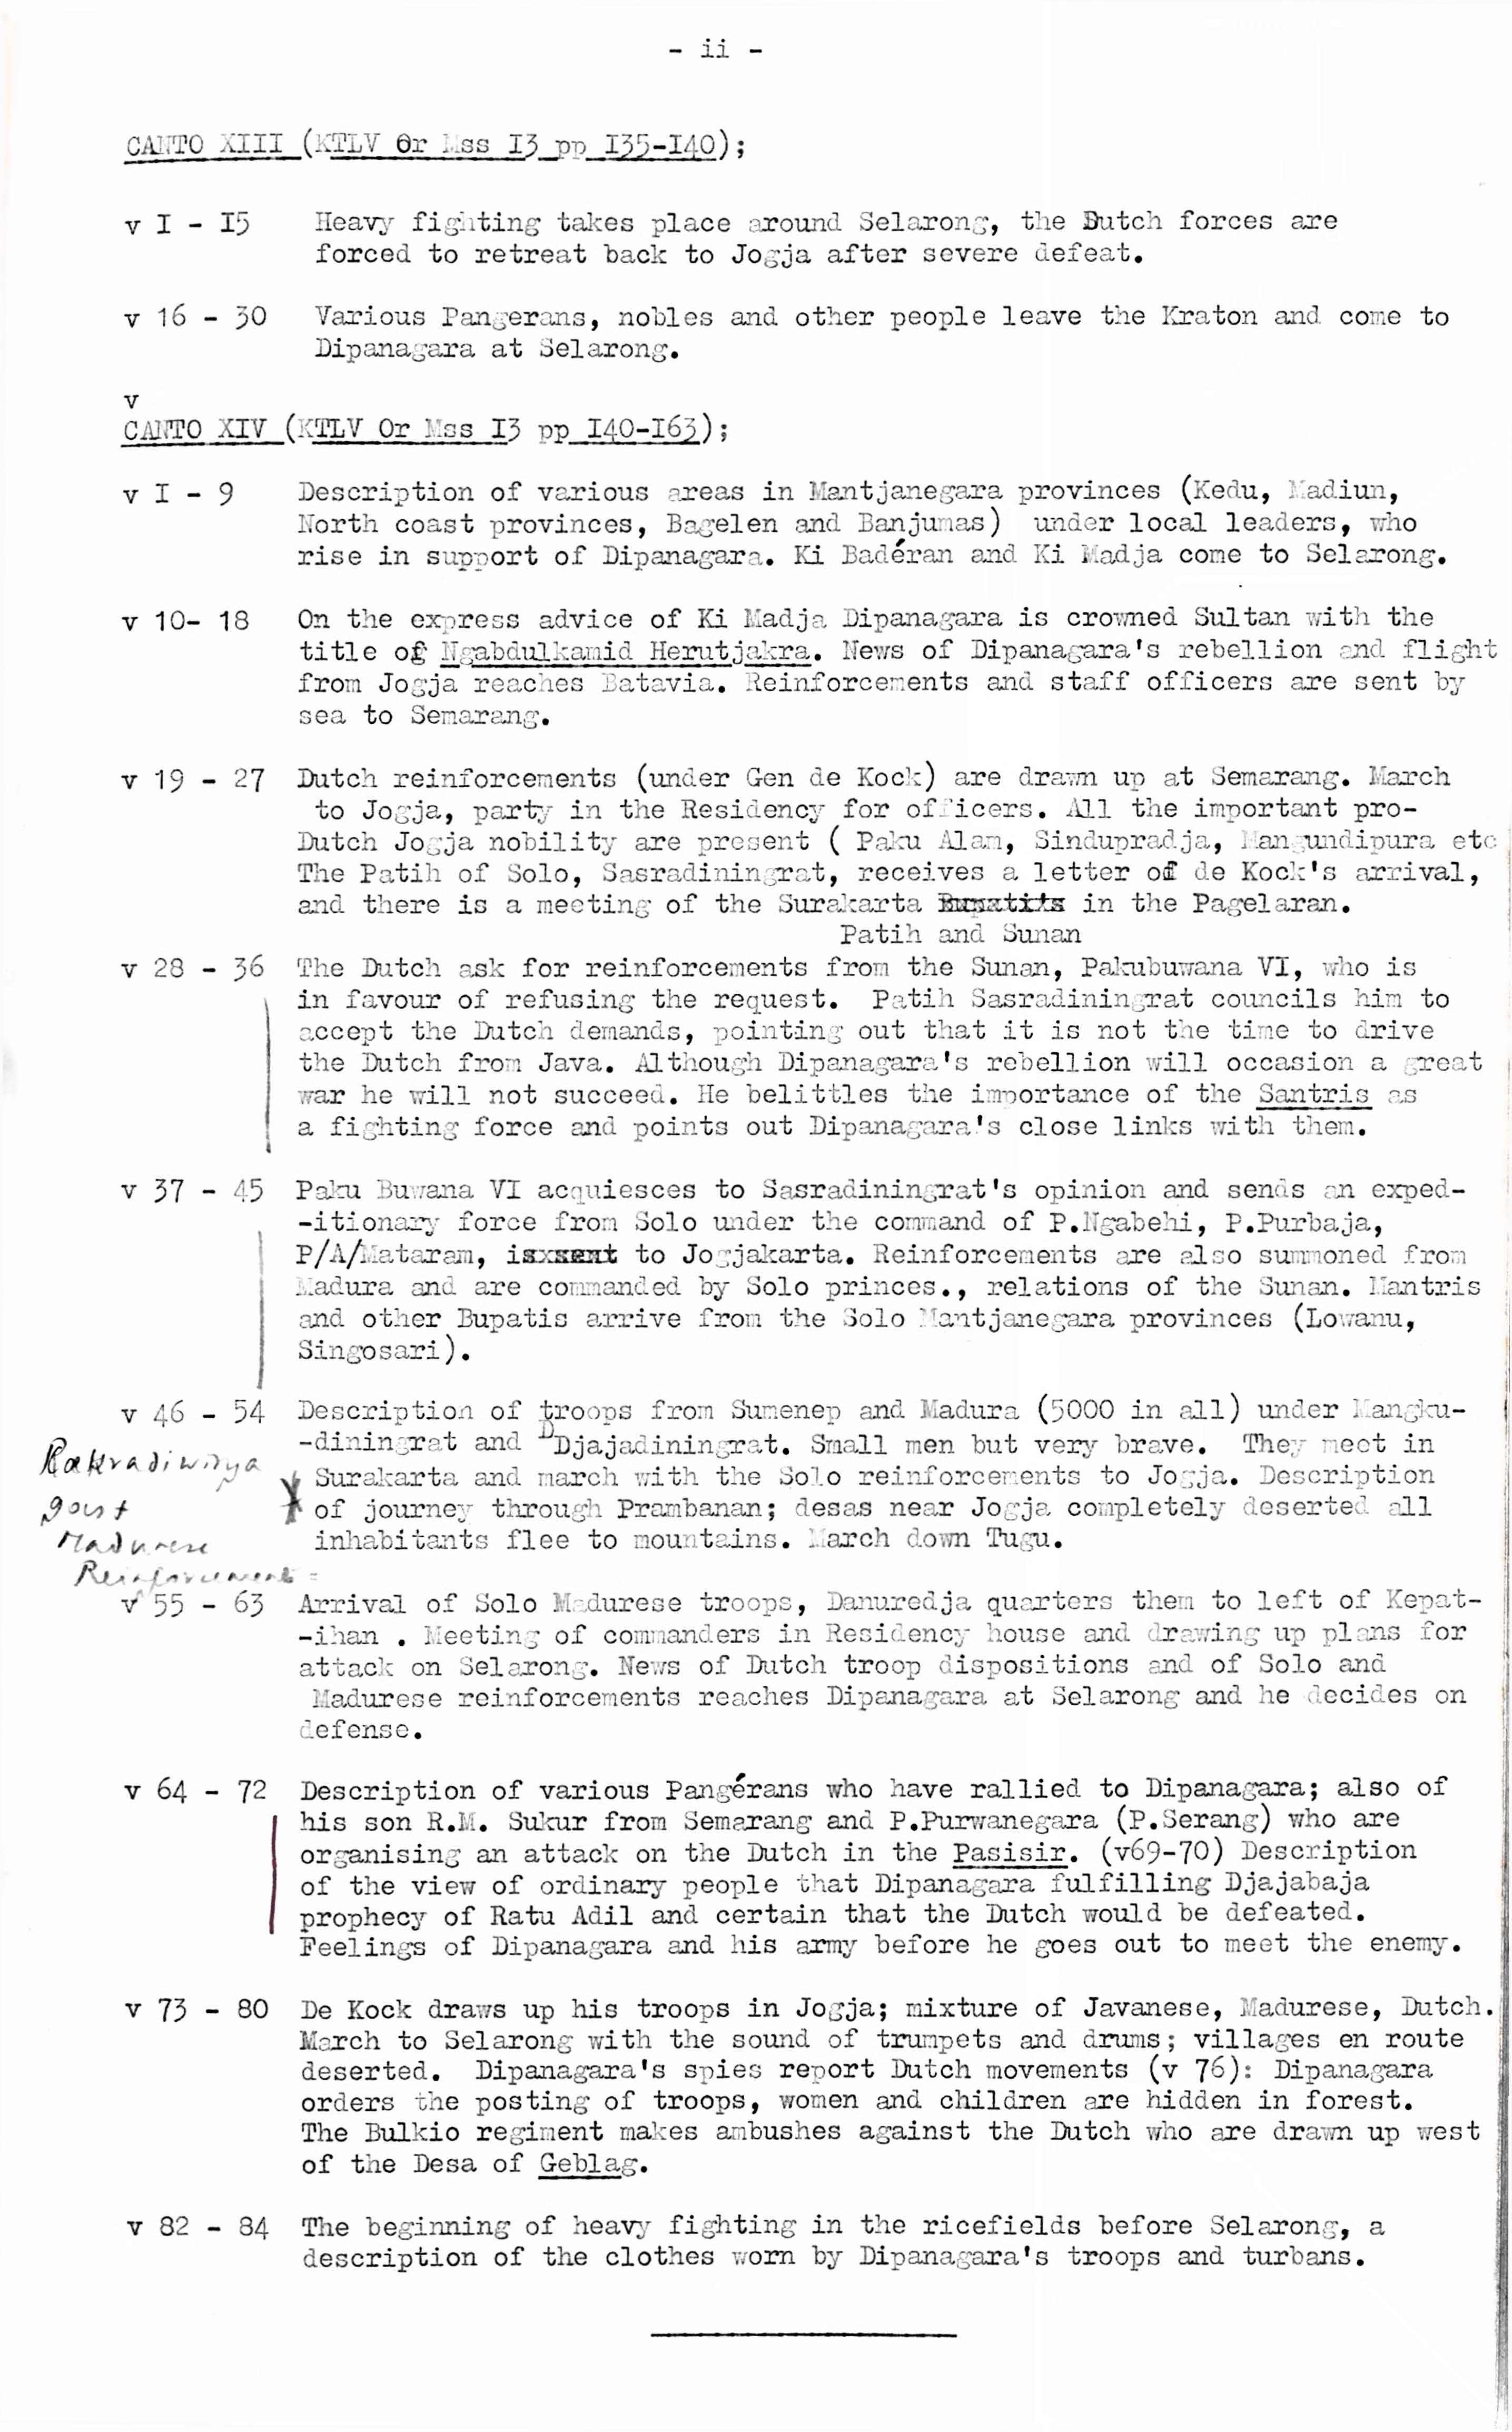 - ii -
CANTO XIII (KTLV Or Mss I3 pp I35-I40);
v I - I5 Heavy fighting takes place around Selarong, the Dutch forces are
forced to retreat back to Jogja after severe defeat.
v 16 - 30 Various Pangerans, nobles and other people leave the Kraton and come to
Dipanagara at Selarong.
v
CANTO XIV (KTLV Or Mss I3 pp I40-I63);
v I - 9 Description of various areas in Mantjanegara provinces (Kedu, Madiun,
North coast provinces, Bagelen and Banjumas) under local leaders, who
rise in support of Dipanagara. Ki Badéran and Ki Madja come to Selarong.
v 10- 18 On the express advice of Ki Madja Dipanagara is crowned Sultan with the
title of Ngabdulkamid Herutjakra. News of Dipanagara's rebellion and flight
from Jogja reaches Batavia. Reinforcements and staff officers are sent by
sea to Semarang.
v 19 - 27 Dutch reinforcements (under Gen de Kock) are drawn up at Semarang. March
to Jogja, party in the Residency for officers. All the important pro-
Dutch Jogja nobility are present ( Paku Alam, Sindupradja, Mangundipura etc
The Patih of Solo, Sasradiningrat, receives a letter of de Kock's arrival,
and there is a meeting of the Surakarta Bupatits in the Pagelaran.
Patih and Sunan
v 28 - 36 The Dutch ask for reinforcements from the Sunan, Pakubuwana VI, who is
in favour of refusing the request. Patih Sasradiningrat councils him to
accept the Dutch demands, pointing out that it is not the time to drive
the Dutch from Java. Although Dipanagara's rebellion will occasion a great
war he will not succeed. He belittles the importance of the Santris as
a fighting force and points out Dipanagara's close links with them.
v 37 - 45 Paku Buwana VI acquiesces to Sasradiningrat's opinion and sends an exped-
-itionary force from Solo under the command of P.Ngabehi, P.Purbaja,
P/A/Mataram, is sent to Jogjakarta. Reinforcements are also summoned from
Madura and are commanded by Solo princes., relations of the Sunan. Mantris
and other Bupatis arrive from the Solo Mantjanegara provinces (Lowanu,
Singosari).
v 46 - 54 Description of troops from Sumenep and Madura (5000 in all) under Mangku-
-diningrat and DDjajadiningrat. Small men but very brave. They meet in
Surakarta and march with the Solo reinforcements to Jogja. Description
of journey through Prambanan; desas near Jogja completely deserted all
inhabitants flee to mountains. March down Tugu.
Madurese
Reinforcement
v 55 - 63 Arrival of Solo Madurese troops, Danuredja quarters them to left of Kepat-
-ihan . Meeting of commanders in Residency house and drawing up plans for
attack on Selarong. News of Dutch troop dispositions and of Solo and
Madurese reinforcements reaches Dipanagara at Selarong and he decides on
defense.
v 64 - 72 Description of various Pangérans who have rallied to Dipanagara; also of
his son R.M. Sukur from Semarang and P.Purwanegara (P.Serang) who are
organising an attack on the Dutch in the Pasisir. (v69-70) Description
of the view of ordinary people that Dipanagara fulfilling Djajabaja
prophecy of Ratu Adil and certain that the Dutch would be defeated.
Feelings of Dipanagara and his army before he goes out to meet the enemy.
v 73 - 80 De Kock draws up his troops in Jogja; mixture of Javanese, Madurese, Dutch.
March to Selarong with the sound of trumpets and drums; villages en route
deserted. Dipanagara's spies report Dutch movements (v 76): Dipanagara
orders the posting of troops, women and children are hidden in forest.
The Bulkio regiment makes ambushes against the Dutch who are drawn up west
of the Desa of Geblag.
v 82 - 84 The beginning of heavy fighting in the ricefields before Selarong, a
description of the clothes worn by Dipanagara's troops and turbans.